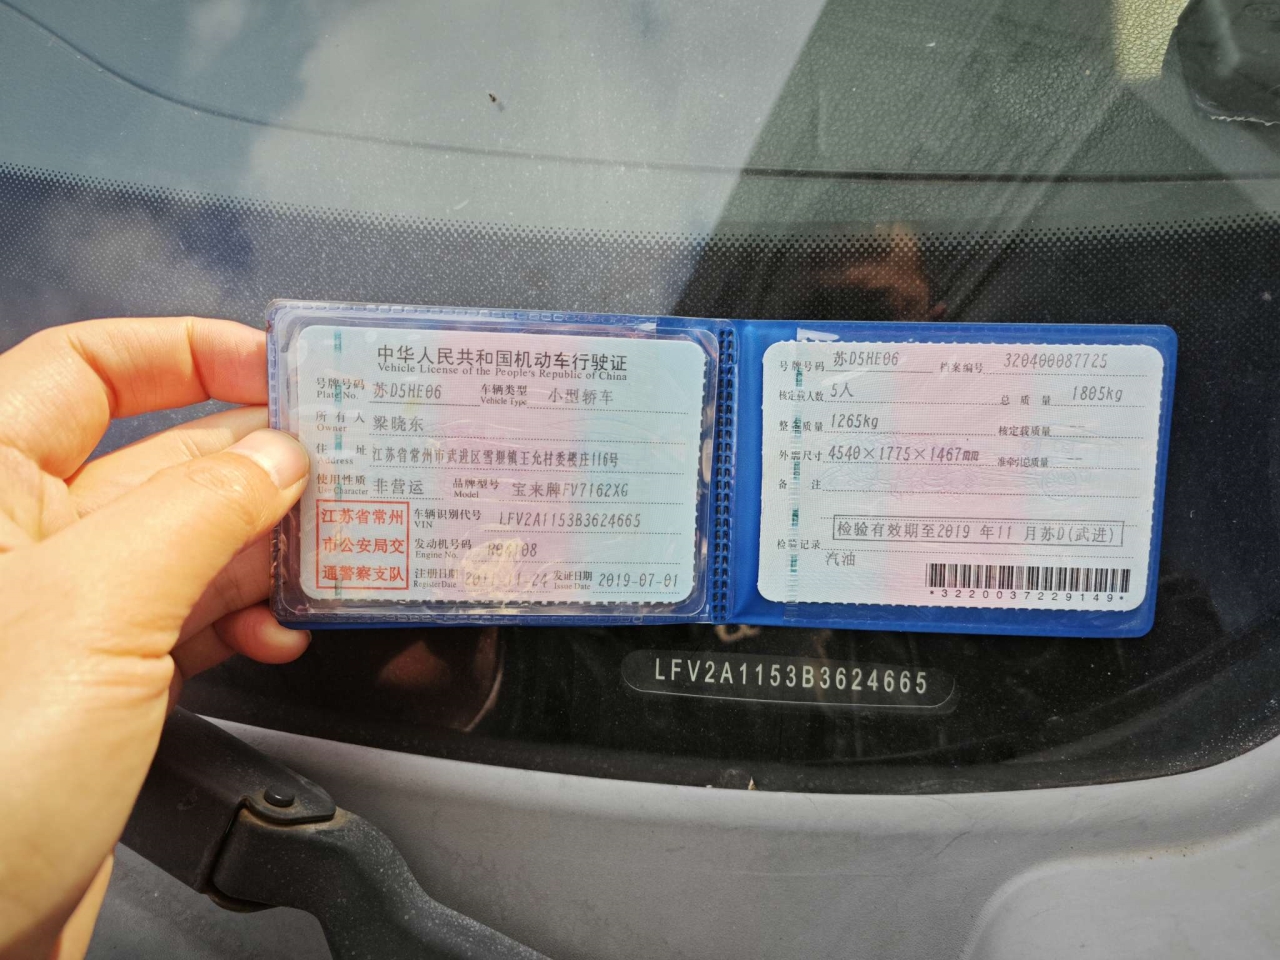 中华人民共和国机动车行驶证
Vehicle License of the People's Republic of China
号牌号码 Plate No. 苏D5HE06 车辆类型 Vehicle Type 小型轿车
所有人 Owner 梁晓东
住址 Address 江苏省常州市武进区雪堰镇王允村委楼庄116号
使用性质 Use Character 非营运 品牌型号 Model 宝来牌FV7162XG
江苏省常州
市公安局交
通警察支队
车辆识别代号 VIN LFV2A1153B3624665
发动机号码 Engine No.
注册日期 Register Date 发证日期 Issue Date 2019-07-01
号牌号码 苏D5HE06 档案编号 320400087725
核定载人数 5人 总质量 1805kg
整备质量 1265kg 核定载质量 --
外廓尺寸 4540×1775×1467mm 准牵引总质量 --
备注
检验有效期至2019 年11 月苏D(武进)
检验记录
汽油
*3220037229149*
LFV2A1153B3624665